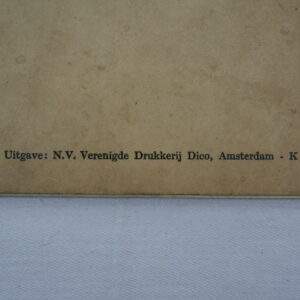 Uitgave: N.V. Verenigde Drukkerij Dico, Amsterdam - K